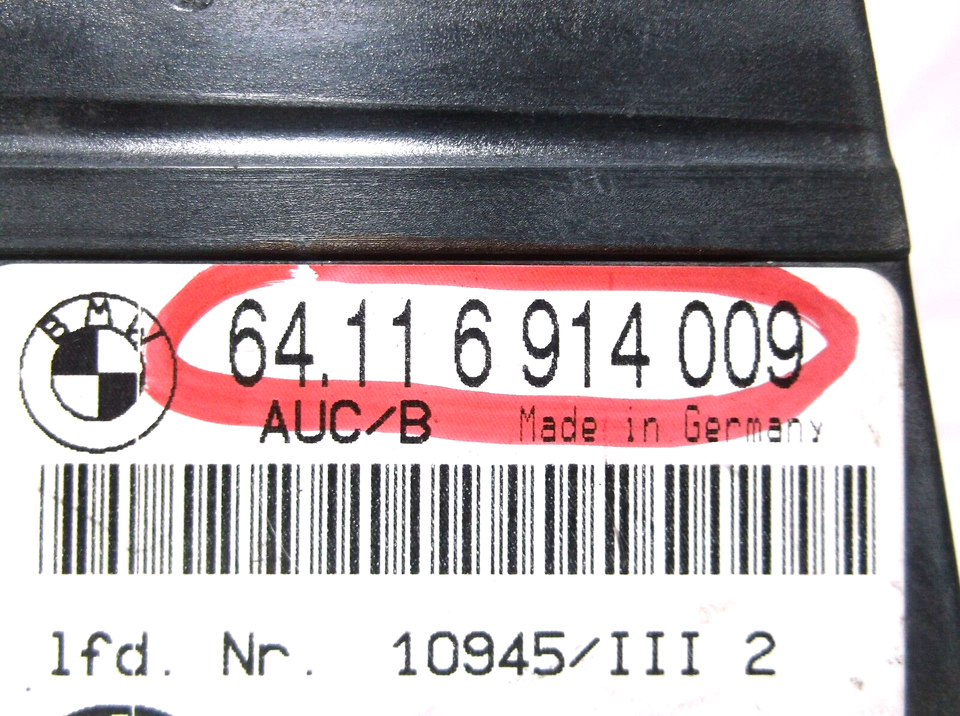 BMW
64.11 6 914 009
AUC/B Made in Germany
lfd. Nr. 10945/III 2